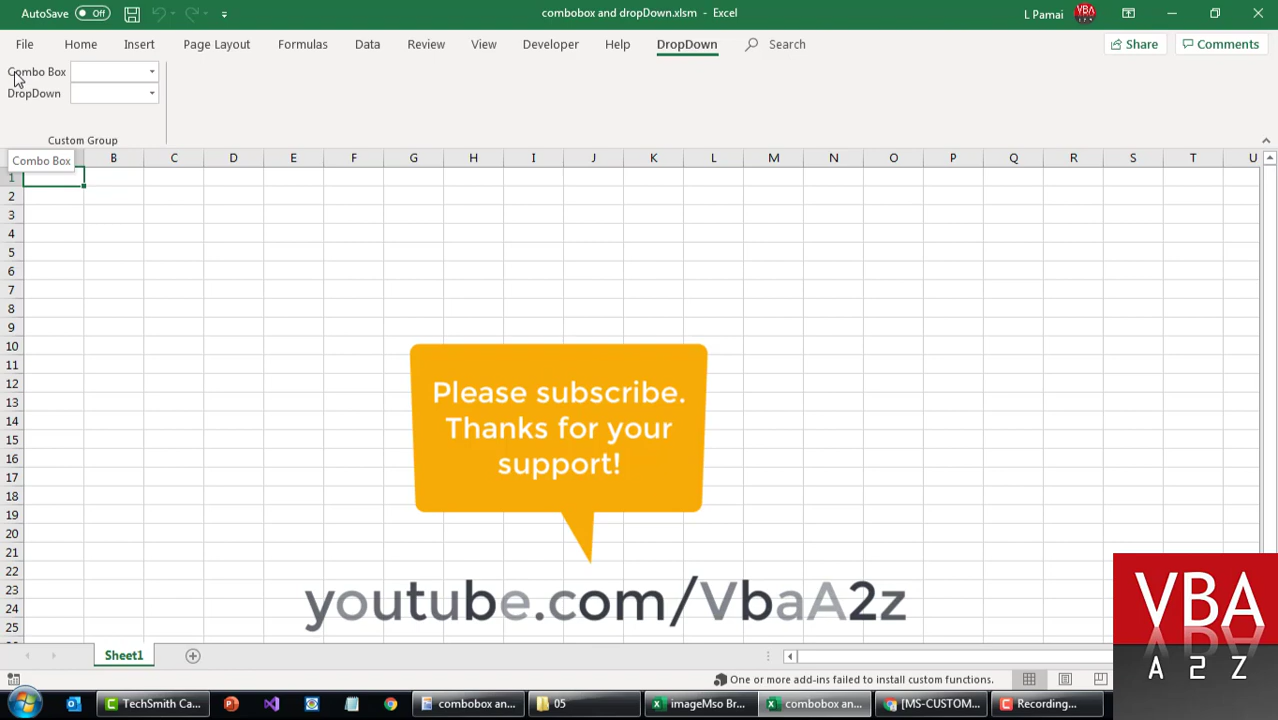 AutoSave Off
combobox and dropDown.xlsm - Excel
L Pamai
VBA
File Home Insert Page Layout Formulas Data Review View Developer Help DropDown Search Share Comments
Combo Box
DropDown
Custom Group
Combo Box
B C D E F G H I J K L M N O P Q R S T U
1
2
3
4
5
6
7
8
9
10
11
12
13
14
15
16
17
18
19
20
21
22
23
24
25
Please subscribe.
Thanks for your
support!
youtube.com/VbaA2z
Sheet1
One or more add-ins failed to install custom functions.
VBA
A 2 Z
TechSmith Ca...
combobox an...
05
imageMso Br...
combobox an...
[MS-CUSTOM...
Recording...